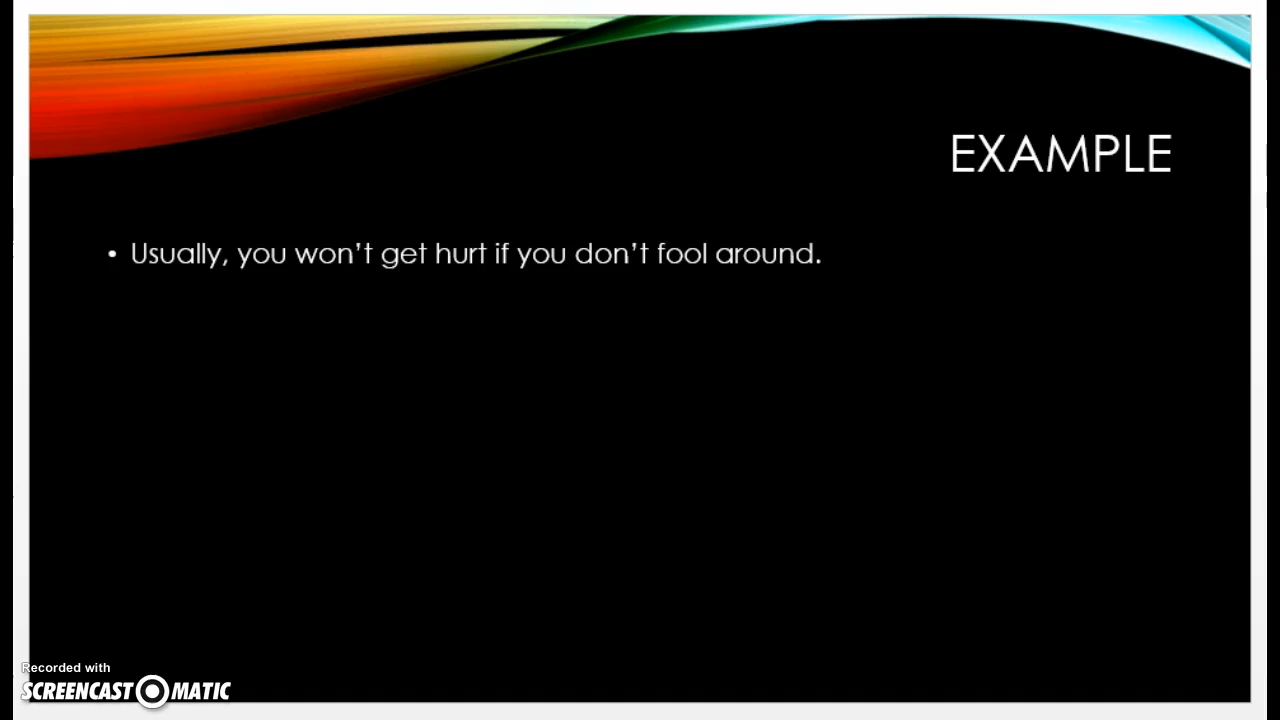 EXAMPLE
• Usually, you won’t get hurt if you don’t fool around.
Recorded with
SCREENCAST MATIC